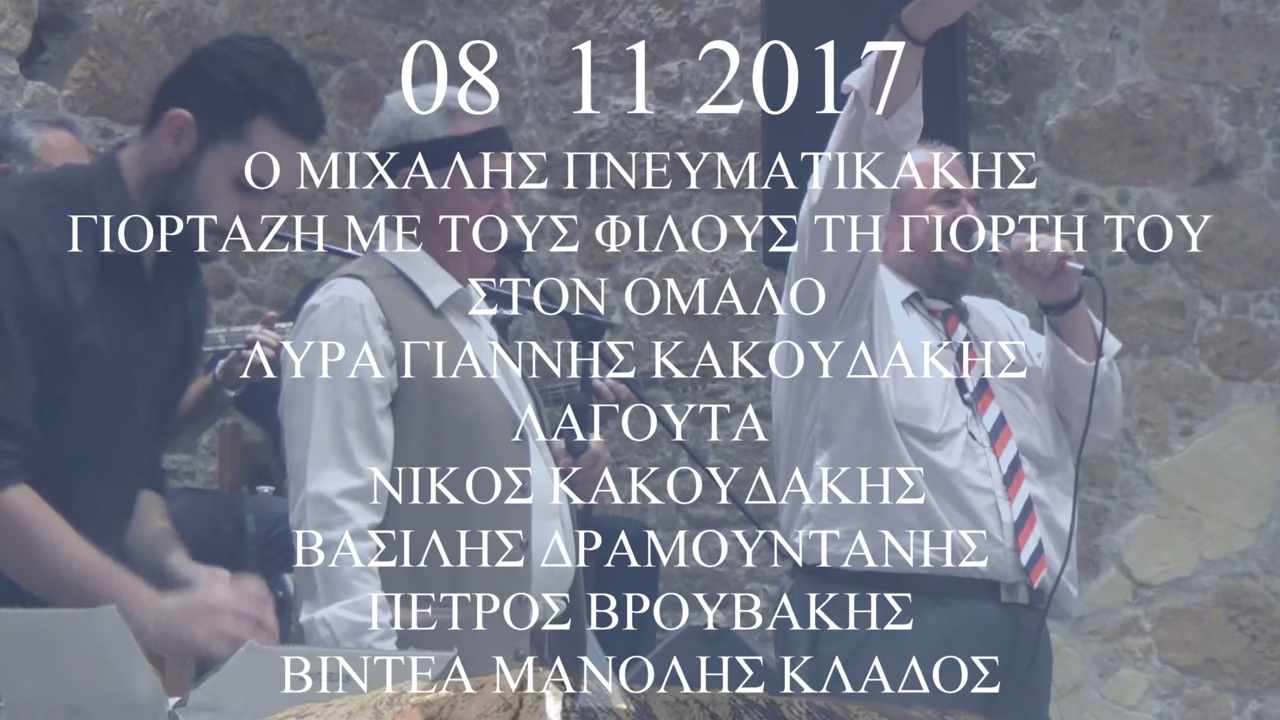 08 11 2017
Ο ΜΙΧΑΛΗΣ ΠΝΕΥΜΑΤΙΚΑΚΗΣ
ΓΙΟΡΤΑΖΗ ΜΕ ΤΟΥΣ ΦΙΛΟΥΣ ΤΗ ΓΙΟΡΤΗ ΤΟΥ
ΣΤΟΝ ΟΜΑΛΟ
ΛΥΡΑ ΓΙΑΝΝΗΣ ΚΑΚΟΥΔΑΚΗΣ
ΛΑΓΟΥΤΑ
ΝΙΚΟΣ ΚΑΚΟΥΔΑΚΗΣ
ΒΑΣΙΛΗΣ ΔΡΑΜΟΥΝΤΑΝΗΣ
ΠΕΤΡΟΣ ΒΡΟΥΒΑΚΗΣ
ΒΙΝΤΕΑ ΜΑΝΟΛΗΣ ΚΛΑΔΟΣ